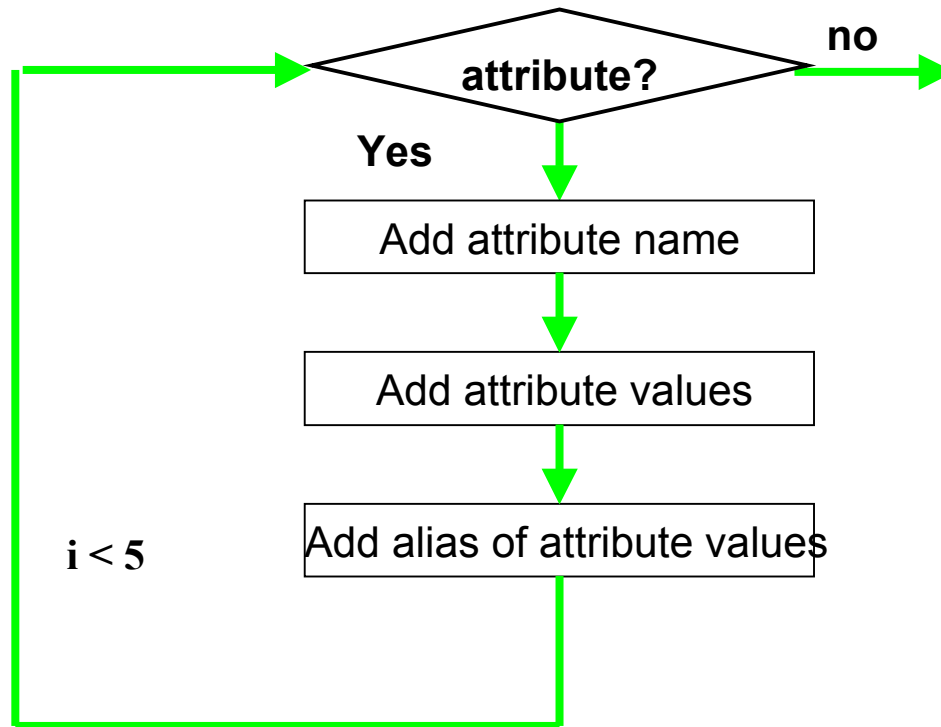 no
attribute?
Yes
Add attribute name
Add attribute values
Add alias of attribute values
i < 5